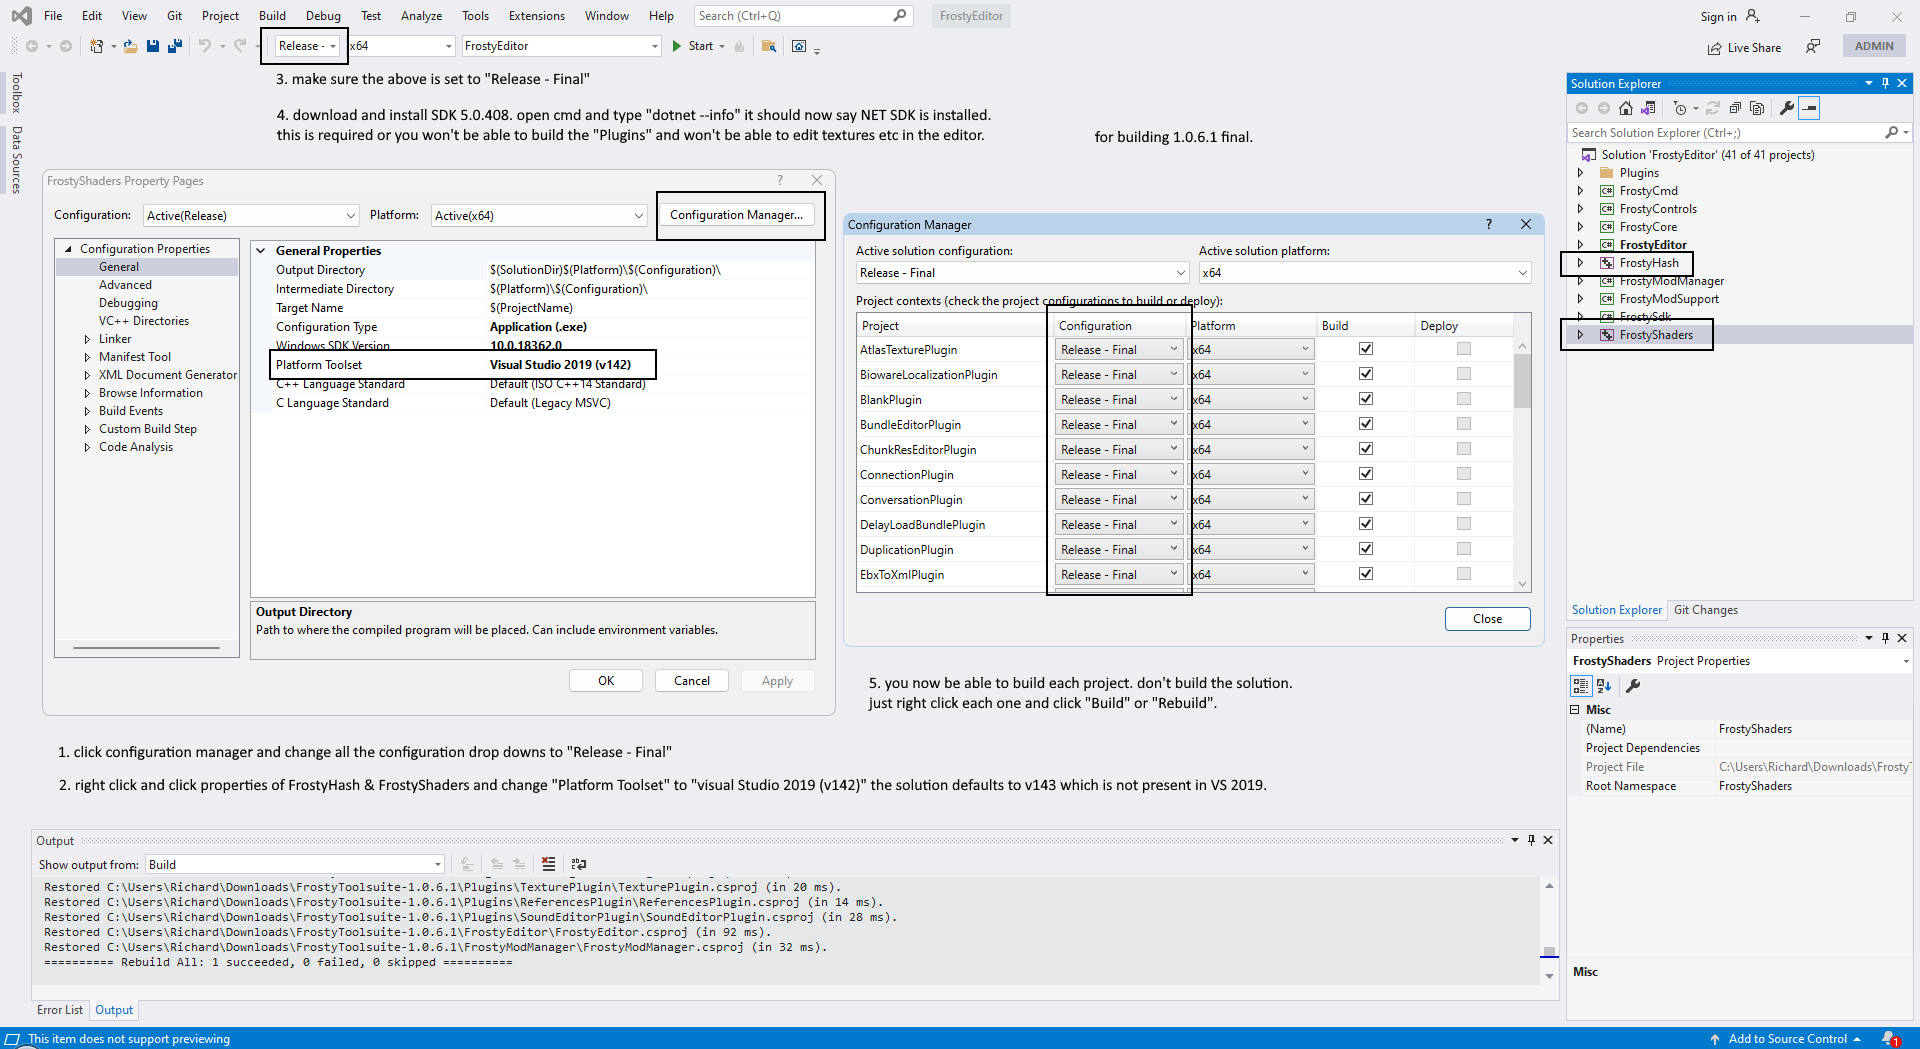 File Edit View Git Project Build Debug Test Analyze Tools Extensions Window Help Search (Ctrl+Q) FrostyEditor Sign in
Release - x64 FrostyEditor Start Live Share ADMIN
Toolbox
Data Sources
3. make sure the above is set to "Release - Final"
4. download and install SDK 5.0.408. open cmd and type "dotnet --info" it should now say NET SDK is installed.
this is required or you won't be able to build the "Plugins" and won't be able to edit textures etc in the editor.
for building 1.0.6.1 final.
FrostyShaders Property Pages ?
Configuration: Active(Release) Platform: Active(x64) Configuration Manager...
Configuration Properties
General
Advanced
Debugging
VC++ Directories
Linker
Manifest Tool
XML Document Generator
Browse Information
Build Events
Custom Build Step
Code Analysis
General Properties
Output Directory $(SolutionDir)$(Platform)\$(Configuration)\
Intermediate Directory $(Platform)\$(Configuration)\
Target Name $(ProjectName)
Configuration Type Application (.exe)
Windows SDK Version 10.0.18362.0
Platform Toolset Visual Studio 2019 (v142)
C++ Language Standard Default (ISO C++14 Standard)
C Language Standard Default (Legacy MSVC)
Output Directory
Path to where the compiled program will be placed. Can include environment variables.
OK Cancel Apply
Configuration Manager ?
Active solution configuration: Active solution platform:
Release - Final x64
Project contexts (check the project configurations to build or deploy):
Project Configuration Platform Build Deploy
AtlasTexturePlugin Release - Final x64
BiowareLocalizationPlugin Release - Final x64
BlankPlugin Release - Final x64
BundleEditorPlugin Release - Final x64
ChunkResEditorPlugin Release - Final x64
ConnectionPlugin Release - Final x64
ConversationPlugin Release - Final x64
DelayLoadBundlePlugin Release - Final x64
DuplicationPlugin Release - Final x64
EbxToXmlPlugin Release - Final x64
Close
5. you now be able to build each project. don't build the solution.
just right click each one and click "Build" or "Rebuild".
1. click configuration manager and change all the configuration drop downs to "Release - Final"
2. right click and click properties of FrostyHash & FrostyShaders and change "Platform Toolset" to "visual Studio 2019 (v142)" the solution defaults to v143 which is not present in VS 2019.
Solution Explorer
Search Solution Explorer (Ctrl+;)
Solution 'FrostyEditor' (41 of 41 projects)
Plugins
FrostyCmd
FrostyControls
FrostyCore
FrostyEditor
FrostyHash
FrostyModManager
FrostyModSupport
FrostySdk
FrostyShaders
Solution Explorer Git Changes
Properties
FrostyShaders Project Properties
Misc
(Name) FrostyShaders
Project Dependencies
Project File C:\Users\Richard\Downloads\Frosty
Root Namespace FrostyShaders
Misc
Output
Show output from: Build
Restored C:\Users\Richard\Downloads\FrostyToolsuite-1.0.6.1\Plugins\TexturePlugin\TexturePlugin.csproj (in 20 ms).
Restored C:\Users\Richard\Downloads\FrostyToolsuite-1.0.6.1\Plugins\ReferencesPlugin\ReferencesPlugin.csproj (in 14 ms).
Restored C:\Users\Richard\Downloads\FrostyToolsuite-1.0.6.1\Plugins\SoundEditorPlugin\SoundEditorPlugin.csproj (in 28 ms).
Restored C:\Users\Richard\Downloads\FrostyToolsuite-1.0.6.1\FrostyEditor\FrostyEditor.csproj (in 92 ms).
Restored C:\Users\Richard\Downloads\FrostyToolsuite-1.0.6.1\FrostyModManager\FrostyModManager.csproj (in 32 ms).
========== Rebuild All: 1 succeeded, 0 failed, 0 skipped ==========
Error List Output
This item does not support previewing Add to Source Control 1